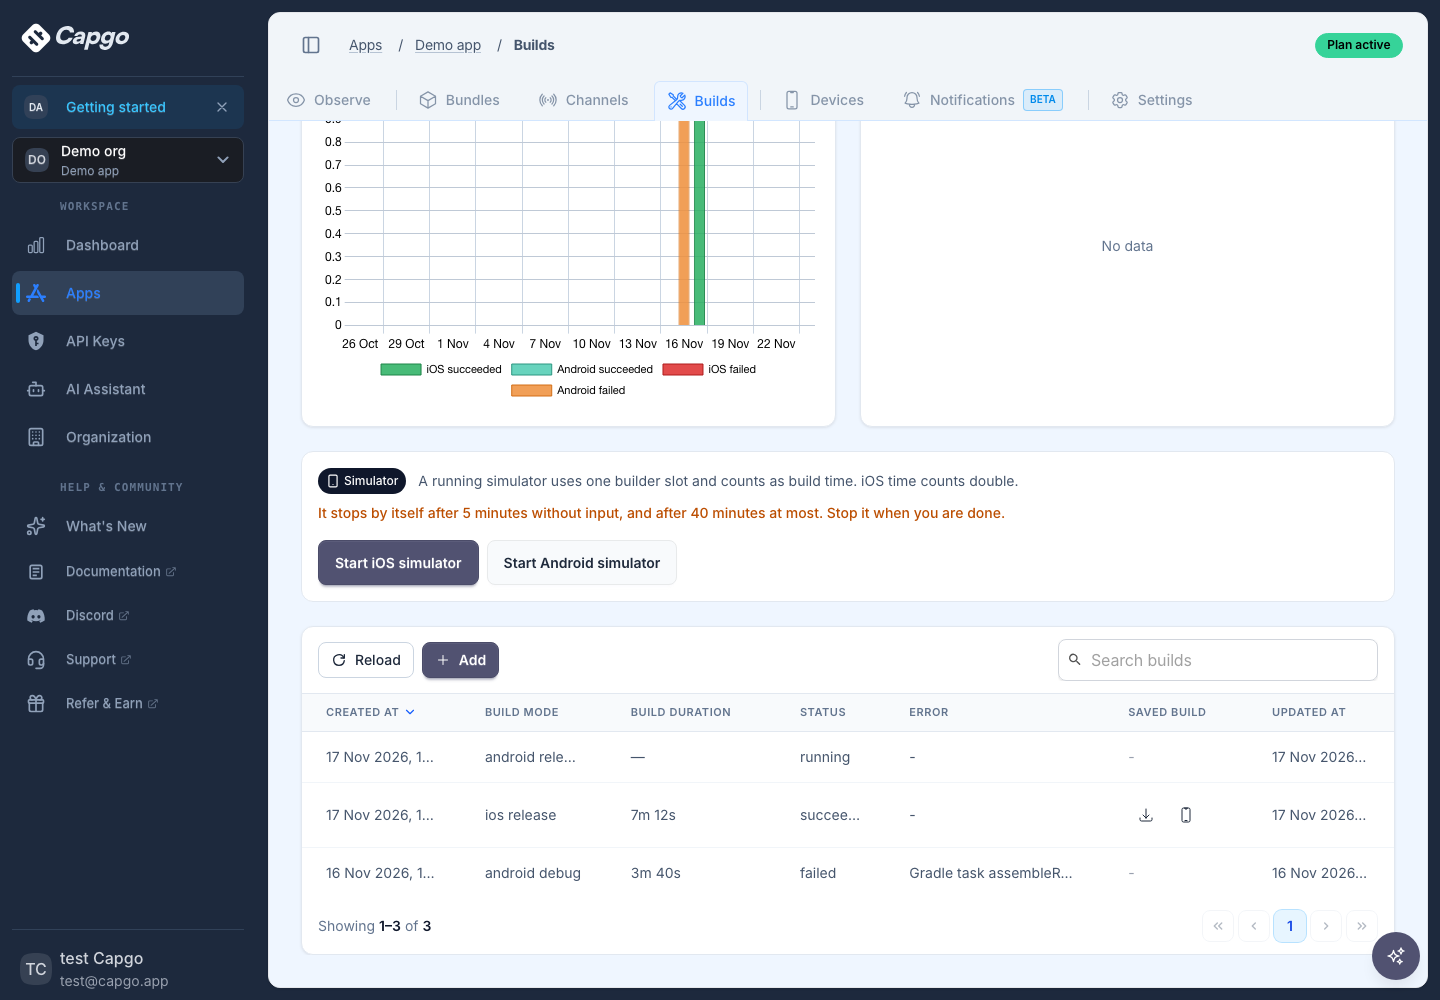 Capgo
DA Getting started
DO Demo org
Demo app
WORKSPACE
Dashboard
Apps
API Keys
AI Assistant
Organization
HELP & COMMUNITY
What's New
Documentation
Discord
Support
Refer & Earn
TC test Capgo
test@capgo.app
Apps / Demo app / Builds
Plan active
Observe Bundles Channels Builds Devices Notifications BETA Settings
0.8
0.7
0.6
0.5
0.4
0.3
0.2
0.1
0
26 Oct 29 Oct 1 Nov 4 Nov 7 Nov 10 Nov 13 Nov 16 Nov 19 Nov 22 Nov
iOS succeeded Android succeeded iOS failed
Android failed
No data
Simulator A running simulator uses one builder slot and counts as build time. iOS time counts double.
It stops by itself after 5 minutes without input, and after 40 minutes at most. Stop it when you are done.
Start iOS simulator Start Android simulator
Reload + Add Search builds
CREATED AT BUILD MODE BUILD DURATION STATUS ERROR SAVED BUILD UPDATED AT
17 Nov 2026, 1... android rele... — running - - 17 Nov 2026...
17 Nov 2026, 1... ios release 7m 12s succee... - 17 Nov 2026...
16 Nov 2026, 1... android debug 3m 40s failed Gradle task assembleR... - 16 Nov 2026...
Showing 1–3 of 3 « ‹ 1 › »